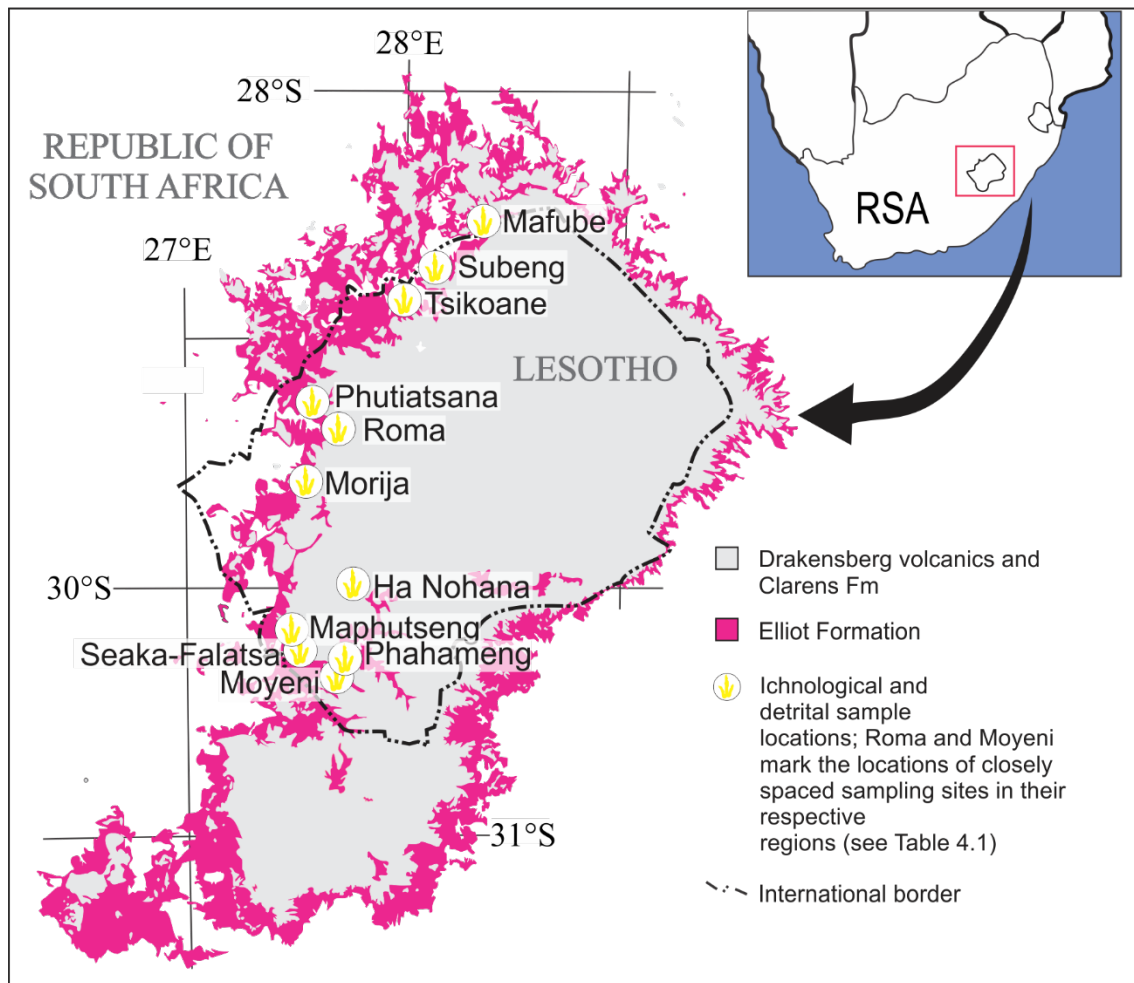 28°E
28°S
REPUBLIC OF
SOUTH AFRICA
27°E
RSA
Mafube
Subeng
Tsikoane
LESOTHO
Phutiatsana
Roma
Morija
Ha Nohana
30°S
Maphutseng
Seaka-Falatsa
Phahameng
Moyeni
31°S
Drakensberg volcanics and
Clarens Fm
Elliot Formation
Ichnological and
detrital sample
locations; Roma and Moyeni
mark the locations of closely
spaced sampling sites in their
respective
regions (see Table 4.1)
International border